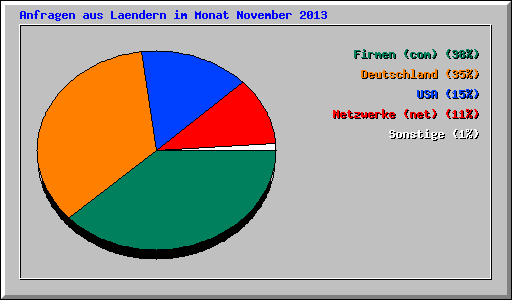 Anfragen aus Laendern im Monat November 2013
Firmen (com) (38%)
Deutschland (35%)
USA (15%)
Netzwerke (net) (11%)
Sonstige (1%)